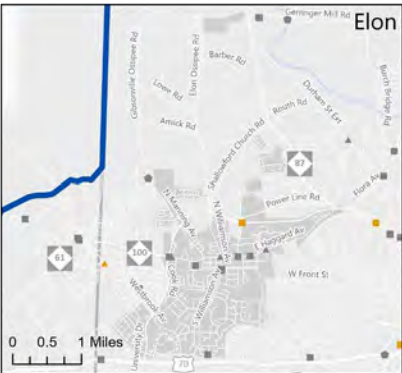 Elon
Gerringer Mill Rd
Gibsonville Ossipee Rd
Elon Ossipee Rd
Barber Rd
Lowe Rd
Amick Rd
Burch Bridge Rd
Durham St Ext
Routh Rd
Shallowford Church Rd
87
Flora Av
Power Line Rd
N Manning Av
N Williamson Av
E Haggard Av
61
100
Cook Rd
W Front St
Westbrook Av
S Williamson Av
University Dr
0 0.5 1 Miles
70